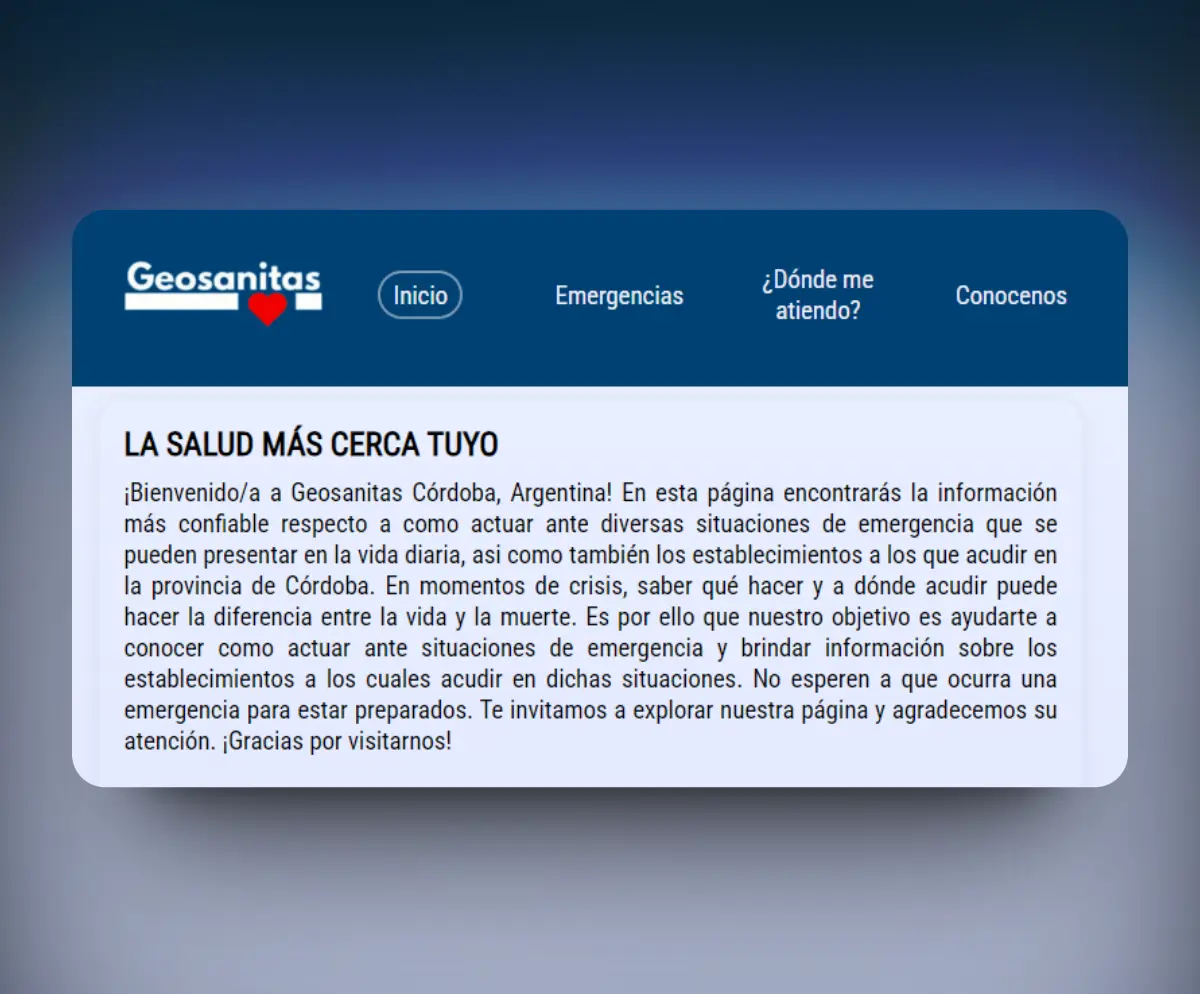 Geosanitas
Inicio
Emergencias
¿Dónde me
atiendo?
Conocenos
LA SALUD MÁS CERCA TUYO
¡Bienvenido/a a Geosanitas Córdoba, Argentina! En esta página encontrarás la información
más confiable respecto a como actuar ante diversas situaciones de emergencia que se
pueden presentar en la vida diaria, asi como también los establecimientos a los que acudir en
la provincia de Córdoba. En momentos de crisis, saber qué hacer y a dónde acudir puede
hacer la diferencia entre la vida y la muerte. Es por ello que nuestro objetivo es ayudarte a
conocer como actuar ante situaciones de emergencia y brindar información sobre los
establecimientos a los cuales acudir en dichas situaciones. No esperen a que ocurra una
emergencia para estar preparados. Te invitamos a explorar nuestra página y agradecemos su
atención. ¡Gracias por visitarnos!